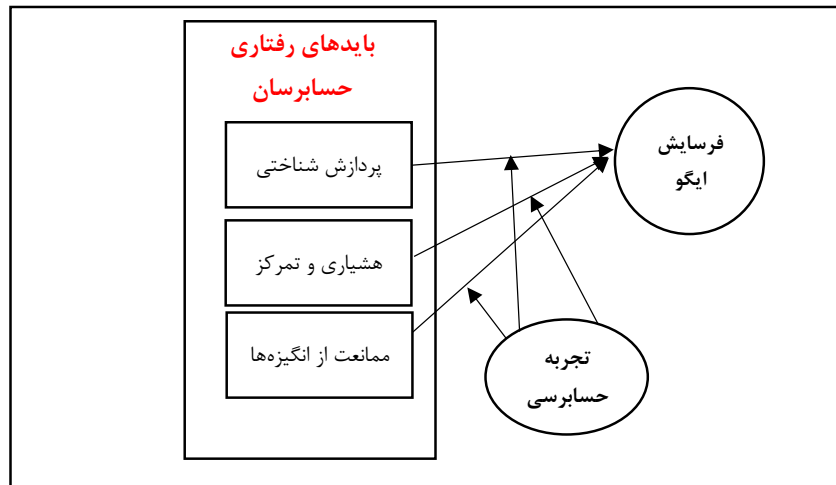 بایدهای رفتاری
حسابرسان
پردازش شناختی
هشیاری و تمرکز
ممانعت از انگیزه‌ها
فرسایش
ایگو
تجربه
حسابرسی